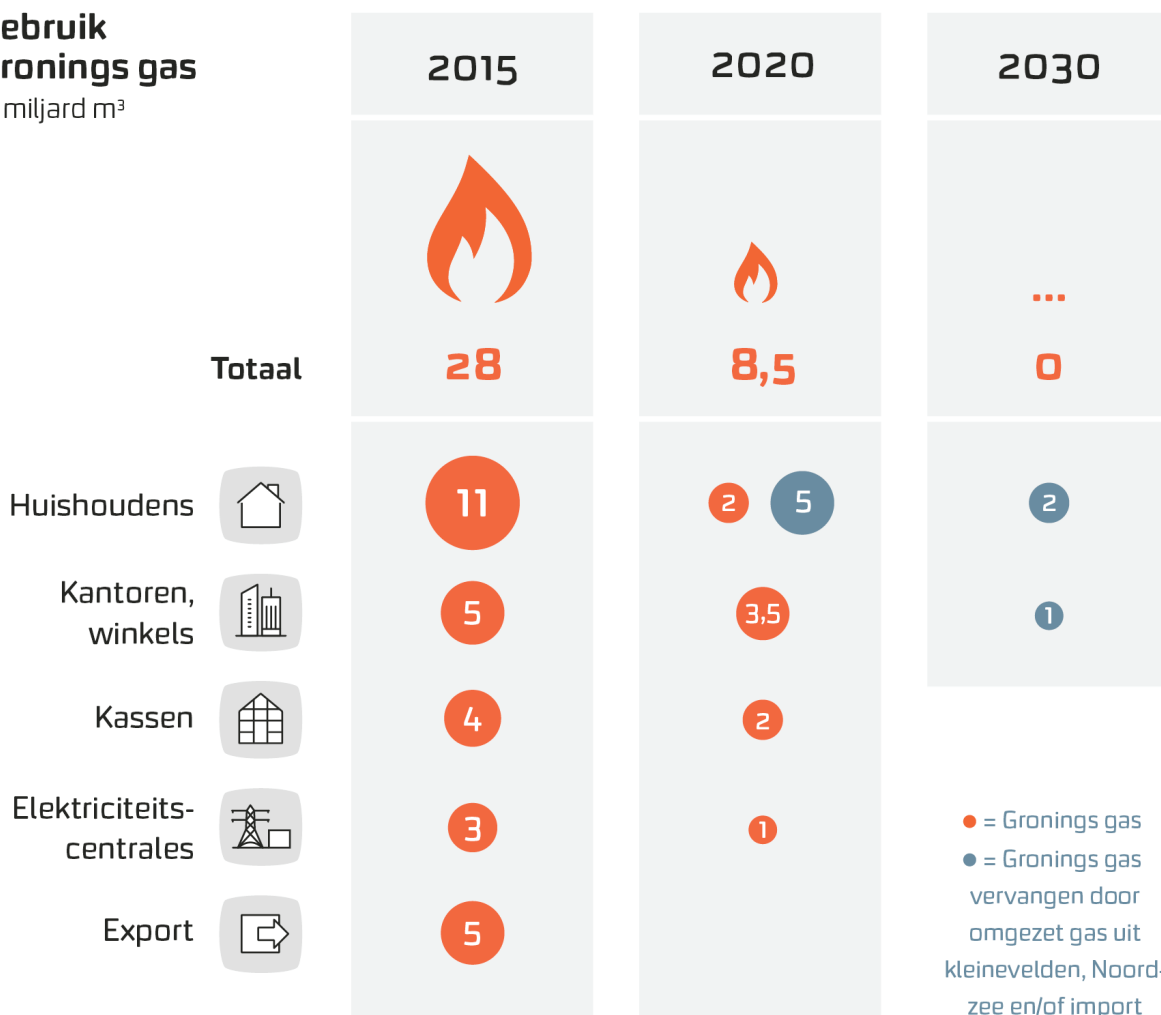 ebruik
ronings gas
miljard m³
2015
2020
2030
...
Totaal
28
8,5
0
Huishoudens
11
2
5
2
Kantoren,
winkels
5
3,5
1
Kassen
4
2
Elektriciteits-
centrales
3
1
Export
5
= Gronings gas
= Gronings gas
vervangen door
omgezet gas uit
kleinevelden, Noord-
zee en/of import